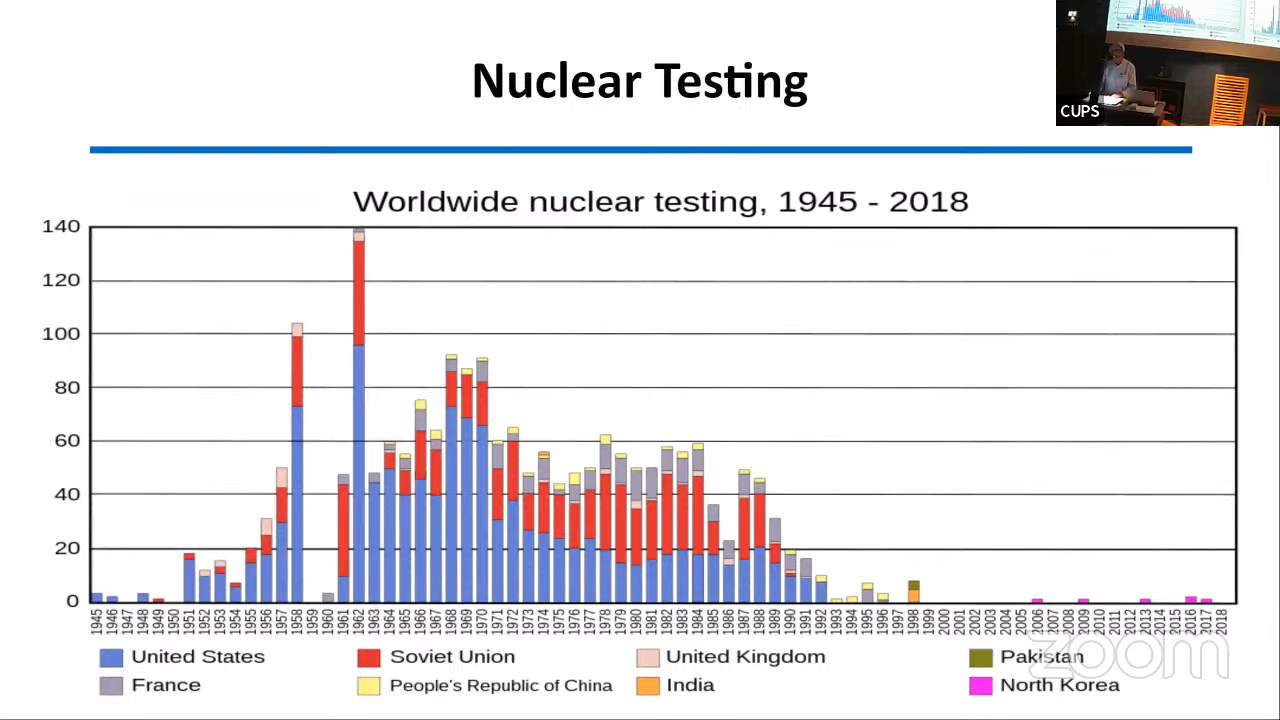 Nuclear Testing
CUPS
Worldwide nuclear testing, 1945 - 2018
140
120
100
80
60
40
20
0
1945 1946 1947 1948 1949 1950 1951 1952 1953 1954 1955 1956 1957 1958 1959 1960 1961 1962 1963 1964 1965 1966 1967 1968 1969 1970 1971 1972 1973 1974 1975 1976 1977 1978 1979 1980 1981 1982 1983 1984 1985 1986 1987 1988 1989 1990 1991 1992 1993 1994 1995 1996 1997 1998 1999 2000 2001 2002 2003 2004 2005 2006 2007 2008 2009 2010 2011 2012 2013 2014 2015 2016 2017 2018
United States Soviet Union United Kingdom Pakistan
France People's Republic of China India North Korea
zoom